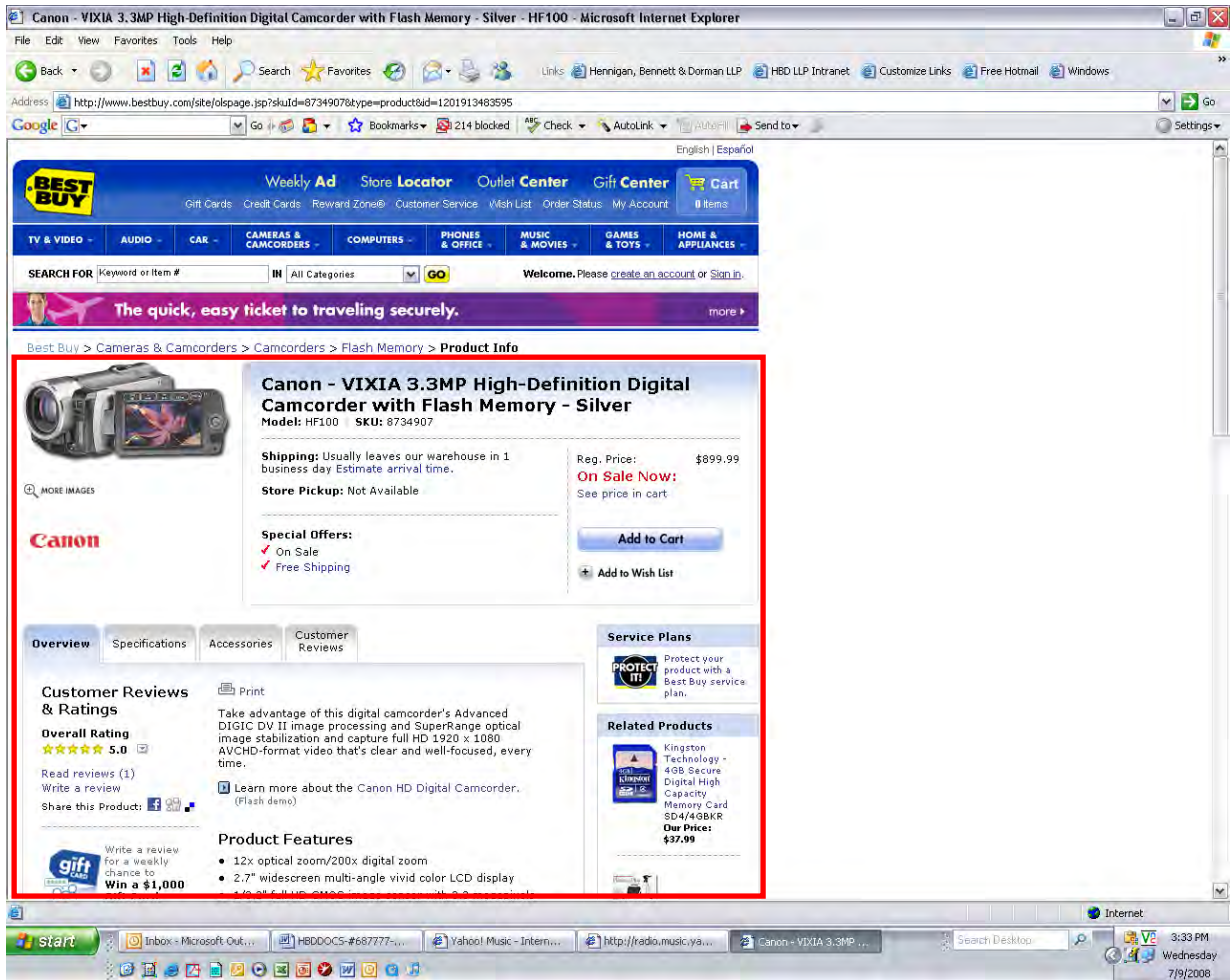 Canon - VIXIA 3.3MP High-Definition Digital Camcorder with Flash Memory - Silver - HF100 - Microsoft Internet Explorer
File Edit View Favorites Tools Help
Back Search Favorites Links Hennigan, Bennett & Dorman LLP HBD LLP Intranet Customize Links Free Hotmail Windows
Address http://www.bestbuy.com/site/olspage.jsp?skuId=8734907&type=product&id=1201913483595 Go
Google G Go Bookmarks 214 blocked Check AutoLink AutoFill Send to Settings
English | Español
BEST BUY
Weekly Ad Store Locator Outlet Center Gift Center Cart
Gift Cards Credit Cards Reward Zone® Customer Service Wish List Order Status My Account 0 Items
TV & VIDEO AUDIO CAR CAMERAS & CAMCORDERS COMPUTERS PHONES & OFFICE MUSIC & MOVIES GAMES & TOYS HOME & APPLIANCES
SEARCH FOR Keyword or Item # IN All Categories GO Welcome. Please create an account or Sign in.
The quick, easy ticket to traveling securely. more
Best Buy > Cameras & Camcorders > Camcorders > Flash Memory > Product Info
Canon - VIXIA 3.3MP High-Definition Digital
Camcorder with Flash Memory - Silver
Model: HF100 SKU: 8734907
Shipping: Usually leaves our warehouse in 1
business day Estimate arrival time.
Store Pickup: Not Available
Reg. Price: $899.99
On Sale Now:
See price in cart
MORE IMAGES
Canon
Special Offers:
On Sale
Free Shipping
Add to Cart
Add to Wish List
Overview Specifications Accessories Customer Reviews
Customer Reviews
& Ratings
Overall Rating
5.0
Read reviews (1)
Write a review
Share this Product:
Write a review
for a weekly
chance to
Win a $1,000
gift CARD
Print
Take advantage of this digital camcorder's Advanced
DIGIC DV II image processing and SuperRange optical
image stabilization and capture full HD 1920 x 1080
AVCHD-format video that's clear and well-focused, every
time.
Learn more about the Canon HD Digital Camcorder.
(Flash demo)
Product Features
• 12x optical zoom/200x digital zoom
• 2.7" widescreen multi-angle vivid color LCD display
Service Plans
PROTECT IT!
Protect your
product with a
Best Buy service
plan.
Related Products
Kingston
Kingston
Technology -
4GB Secure
Digital High
Capacity
Memory Card
SD4/4GBKR
Our Price:
$37.99
Internet
start Inbox - Microsoft Out... HBDDOCS-#687777-... Yahoo! Music - Intern... http://radio.music.ya... Canon - VIXIA 3.3MP ... Search Desktop 3:33 PM
Wednesday
7/9/2008